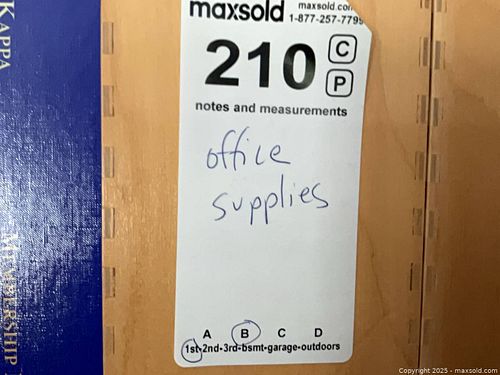 maxsold maxsold.com
1-877-257-7795
210 C
P
notes and measurements
office
supplies
A B C D
1st-2nd-3rd-bsmt-garage-outdoors
KAPPA
MEMBERSHIP
Copyright 2025 - maxsold.com